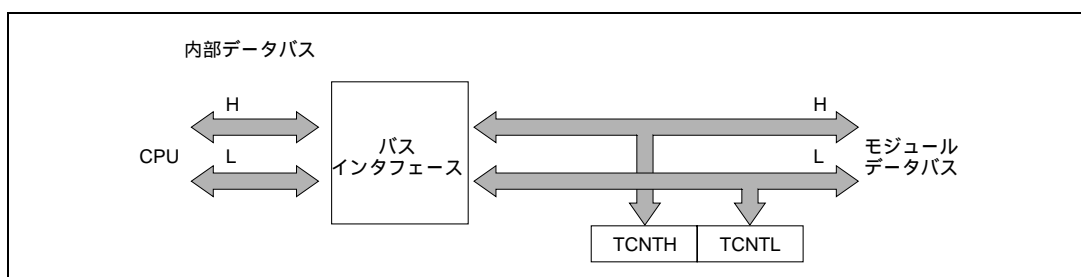 内部データバス
H
H
CPU
L
バス
インタフェース
L
モジュール
データバス
TCNTH
TCNTL